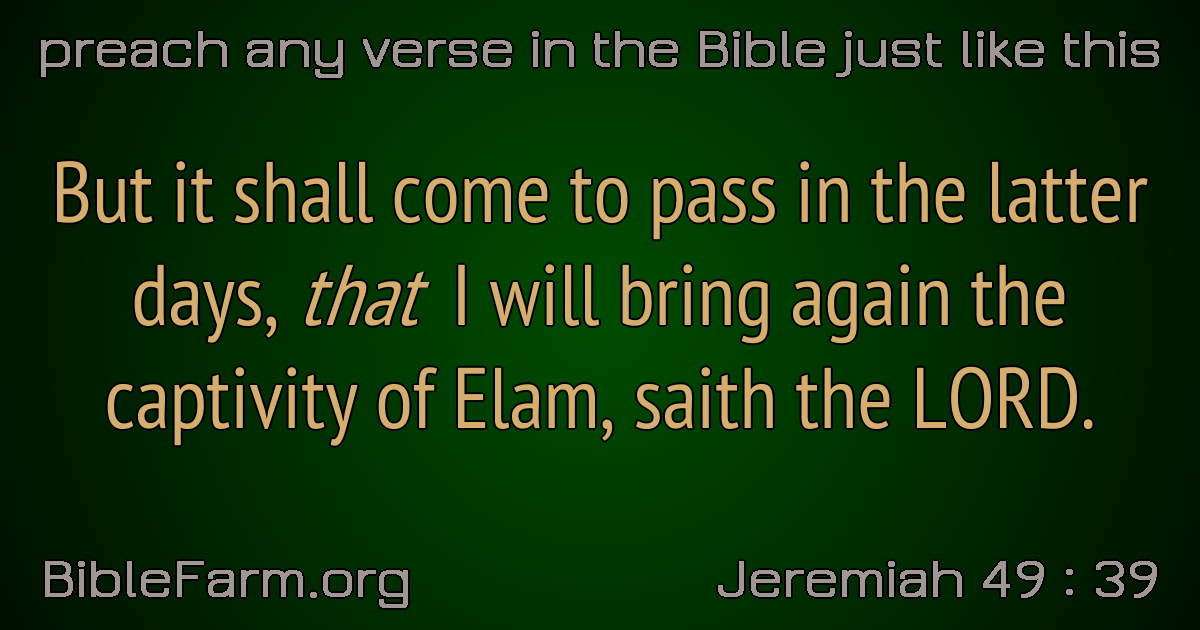 preach any verse in the Bible just like this
But it shall come to pass in the latter
days, that I will bring again the
captivity of Elam, saith the LORD.
BibleFarm.org
Jeremiah 49 : 39